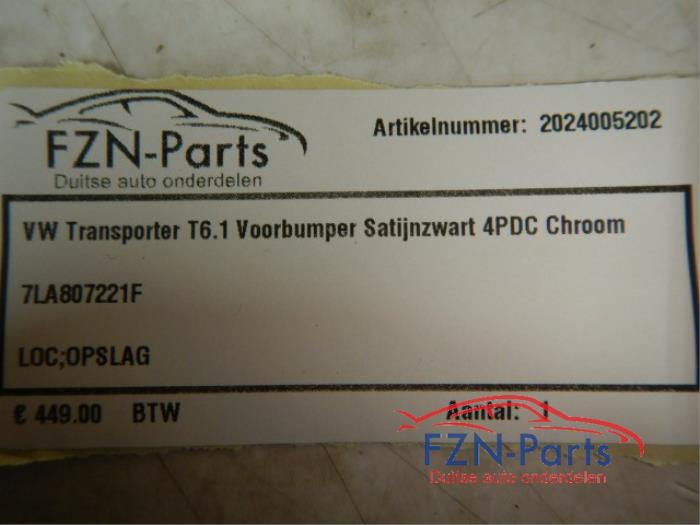 FZN-Parts
Duitse auto onderdelen
Artikelnummer: 2024005202
VW Transporter T6.1 Voorbumper Satijnzwart 4PDC Chroom
7LA807221F
LOC;OPSLAG
€ 449.00 BTW
Aantal: 1
FZN-Parts
Duitse auto onderdelen